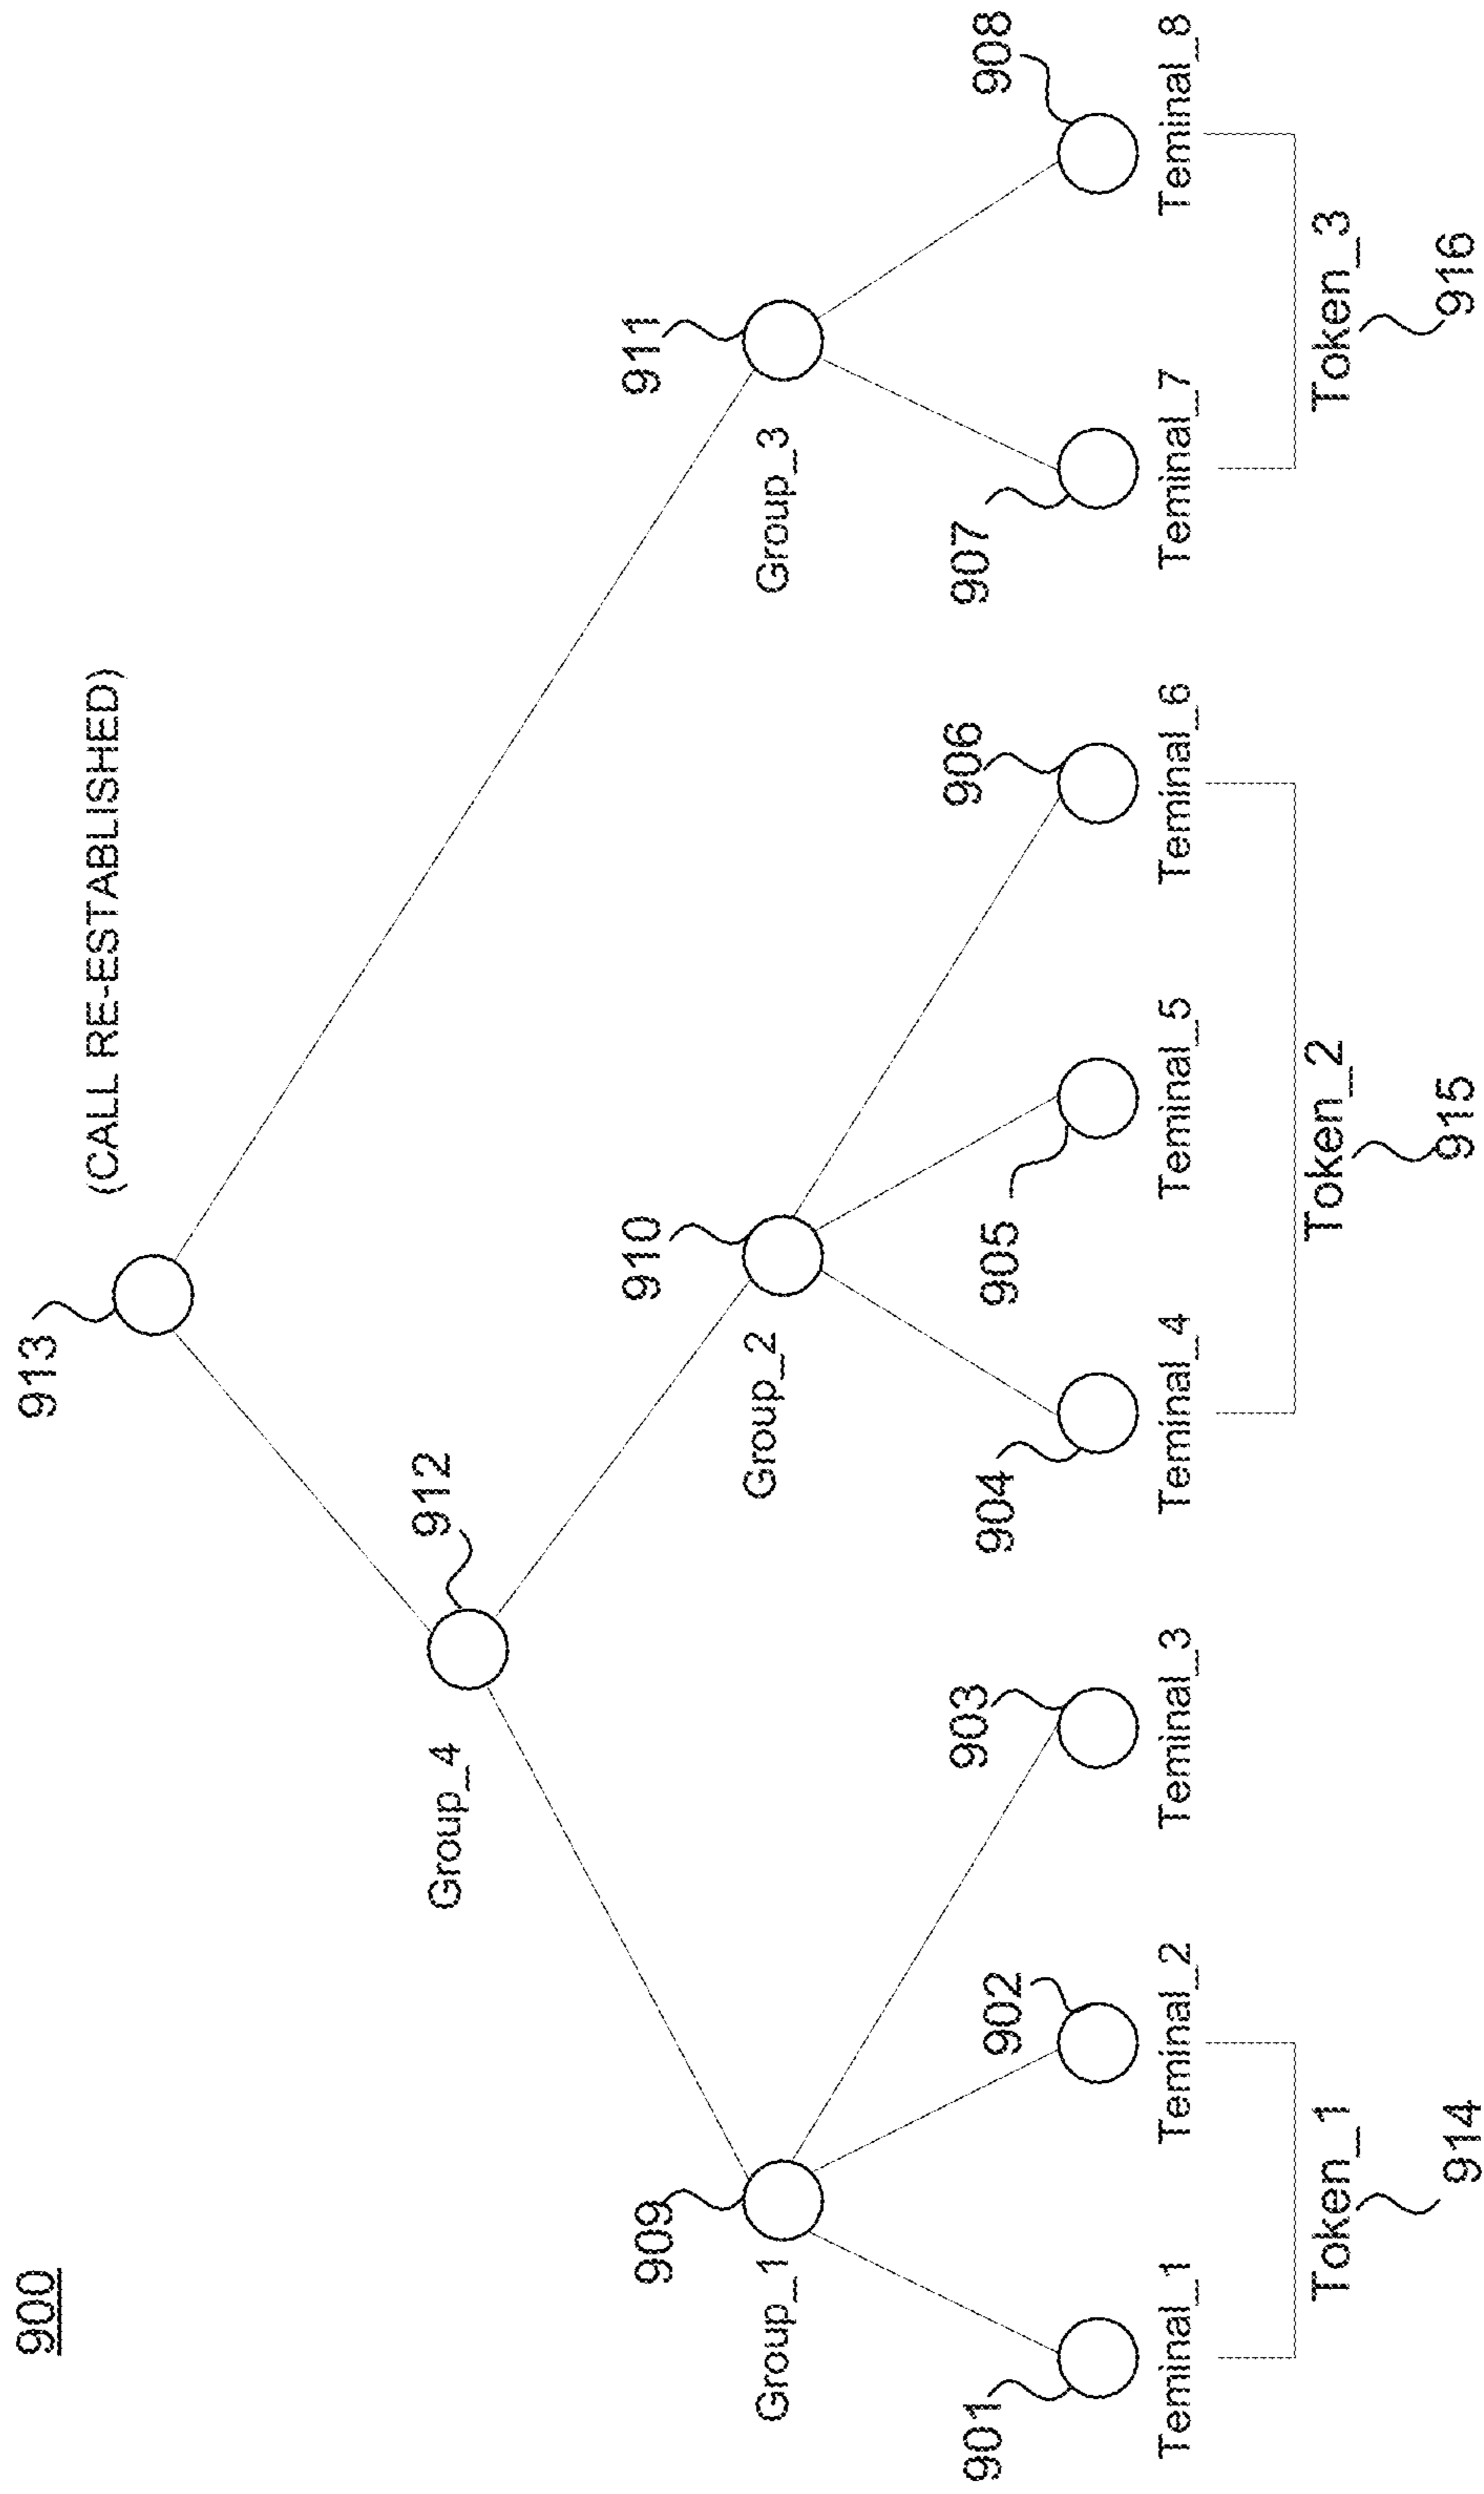 900
913
(CALL RE-ESTABLISHED)
Group_4
912
909
Group_1
910
Group_2
911
Group_3
901
902
903
904
905
906
907
908
Teminal_1
Teminal_2
Teminal_3
Teminal_4
Teminal_5
Teminal_6
Teminal_7
Teminal_8
Token_1
Token_2
Token_3
914
915
916